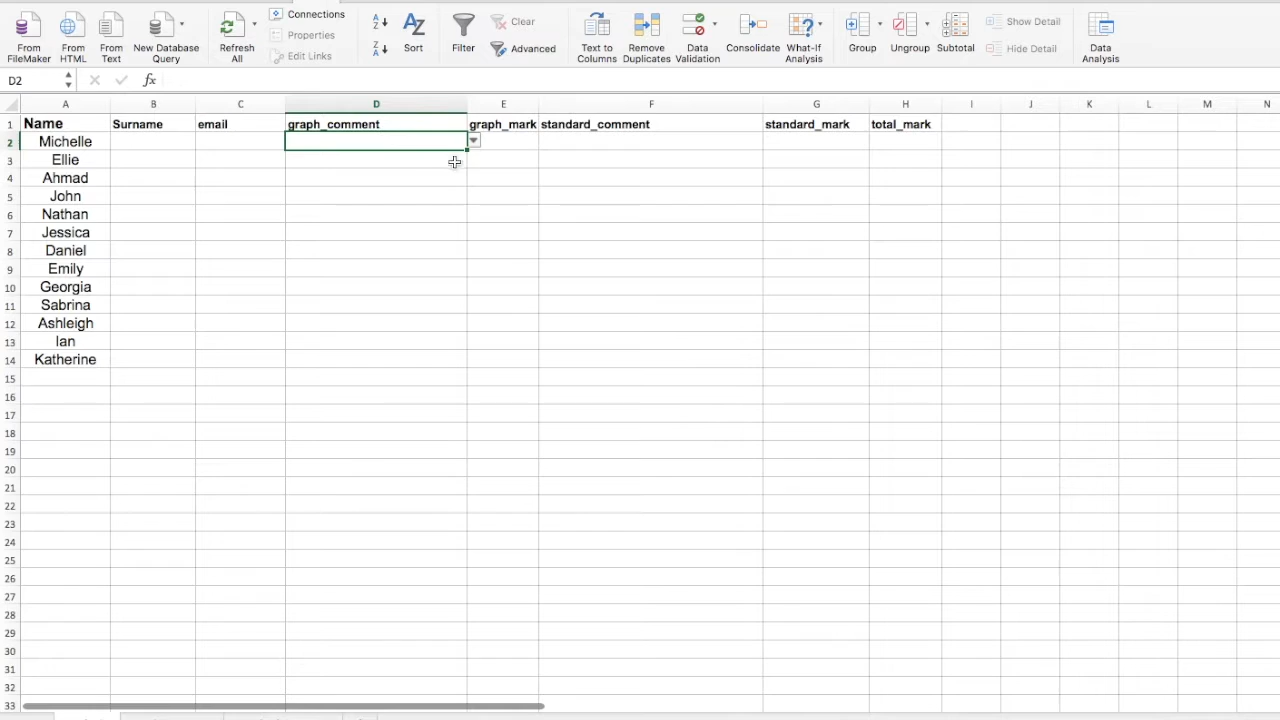 From FileMaker
From HTML
From Text
New Database Query
Refresh All
Connections
Properties
Edit Links
A Z
Z A
AZ Sort
Filter
Clear
Advanced
Text to Columns
Remove Duplicates
Data Validation
Consolidate
What-If Analysis
Group
Ungroup
Subtotal
Show Detail
Hide Detail
Data Analysis
D2 fx
A B C D E F G H I J K L M N
1 Name Surname email graph_comment graph_mark standard_comment standard_mark total_mark
2 Michelle
3 Ellie
4 Ahmad
5 John
6 Nathan
7 Jessica
8 Daniel
9 Emily
10 Georgia
11 Sabrina
12 Ashleigh
13 Ian
14 Katherine
15
16
17
18
19
20
21
22
23
24
25
26
27
28
29
30
31
32
33